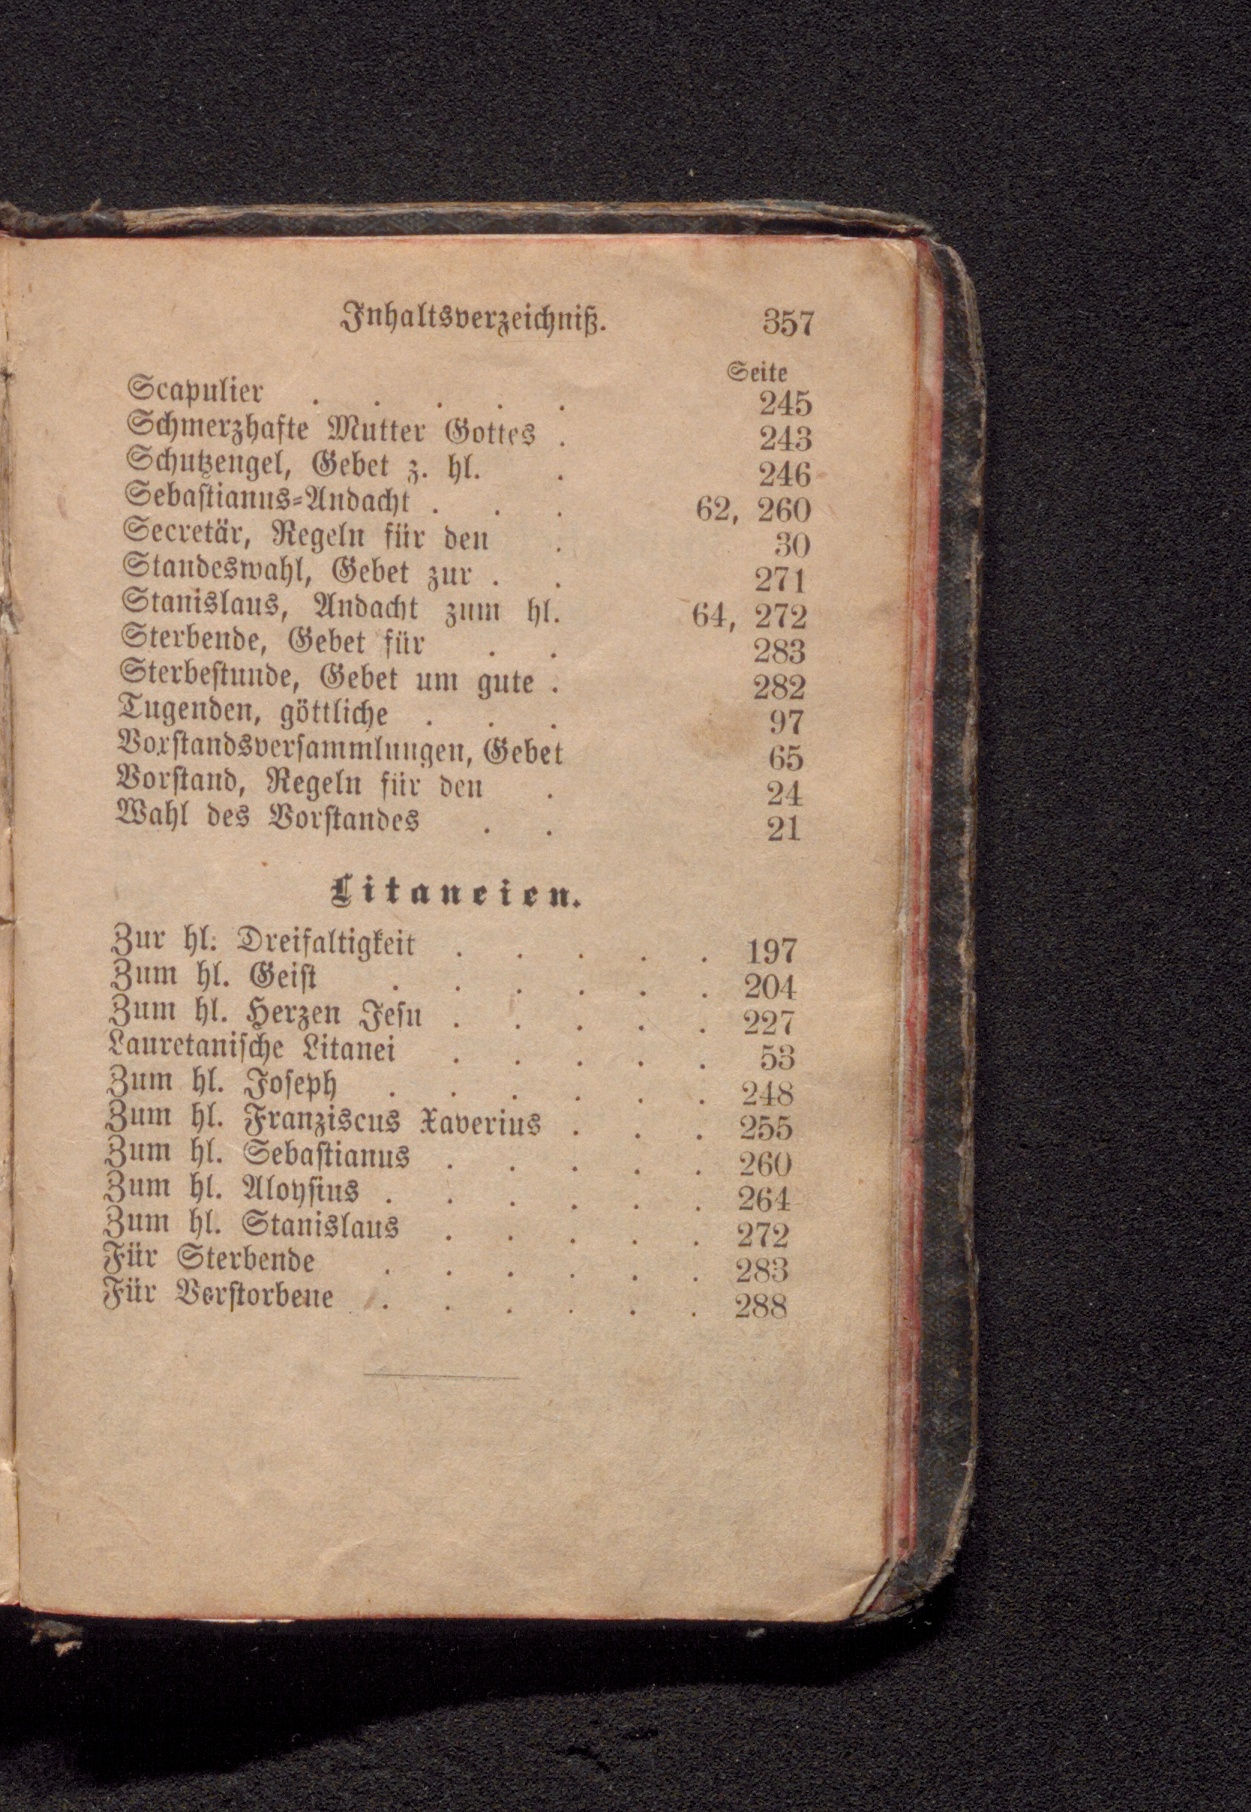 Inhaltsverzeichniß. 357
Seite
Scapulier . . . . . 245
Schmerzhafte Mutter Gottes . 243
Schutzengel, Gebet z. hl. . 246
Sebastianus-Andacht . . . 62, 260
Secretär, Regeln für den . 30
Standeswahl, Gebet zur . . 271
Stanislaus, Andacht zum hl. 64, 272
Sterbende, Gebet für . . 283
Sterbestunde, Gebet um gute . 282
Tugenden, göttliche . . . 97
Vorstandsversammlungen, Gebet 65
Vorstand, Regeln für den . 24
Wahl des Vorstandes . . 21
Litaneien.
Zur hl. Dreifaltigkeit . . . . . 197
Zum hl. Geist . . . . . . 204
Zum hl. Herzen Jesu . . . . . 227
Lauretanische Litanei . . . . . 53
Zum hl. Joseph . . . . . . 248
Zum hl. Franziscus Xaverius . . . 255
Zum hl. Sebastianus . . . . . 260
Zum hl. Aloysius . . . . . . 264
Zum hl. Stanislaus . . . . . 272
Für Sterbende . . . . . . 283
Für Verstorbene . . . . . . 288